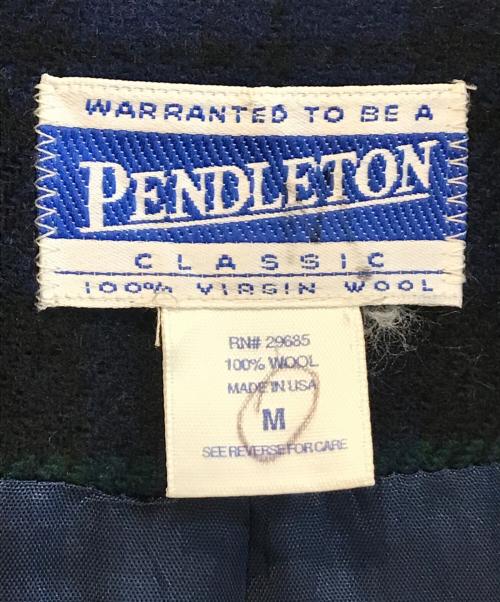 WARRANTED TO BE A
PENDLETON
CLASSIC
100% VIRGIN WOOL
RN# 29685
100% WOOL
MADE IN USA
M
SEE REVERSE FOR CARE